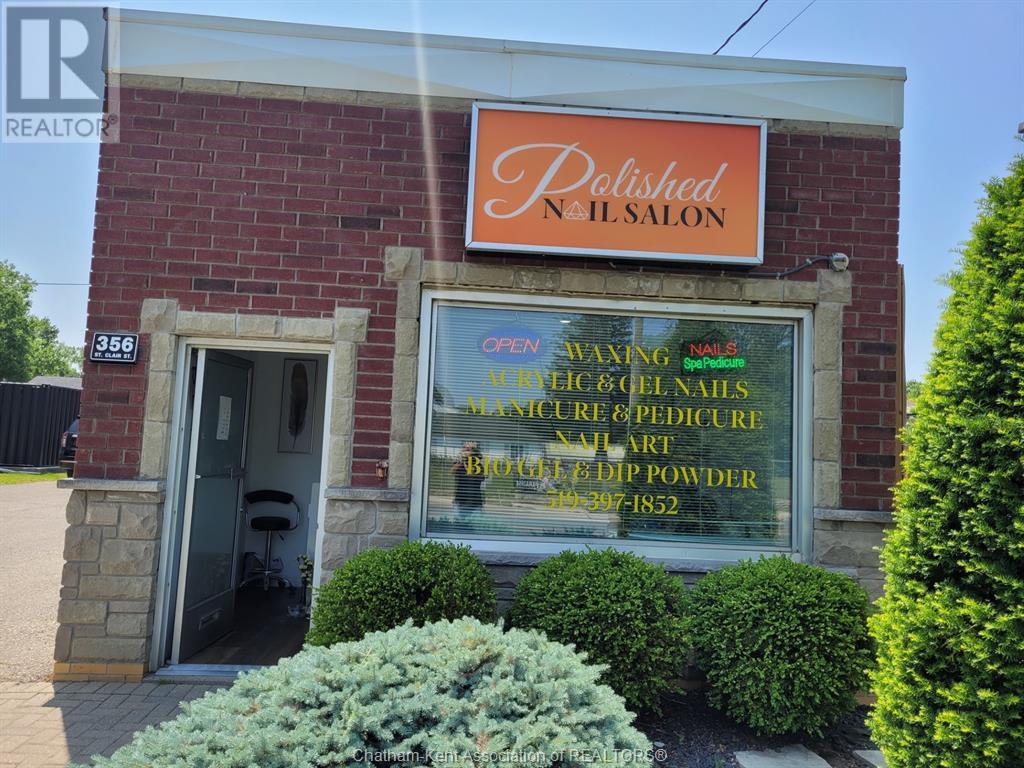 REALTOR®
Polished
NAIL SALON
356
ST. CLAIR ST.
OPEN
WAXING
NAILS
Spa Pedicure
ACRYLIC & GEL NAILS
MANICURE & PEDICURE
NAIL ART
BIO GEL & DIP POWDER
519-397-1852
Chatham-Kent Association of REALTORS®